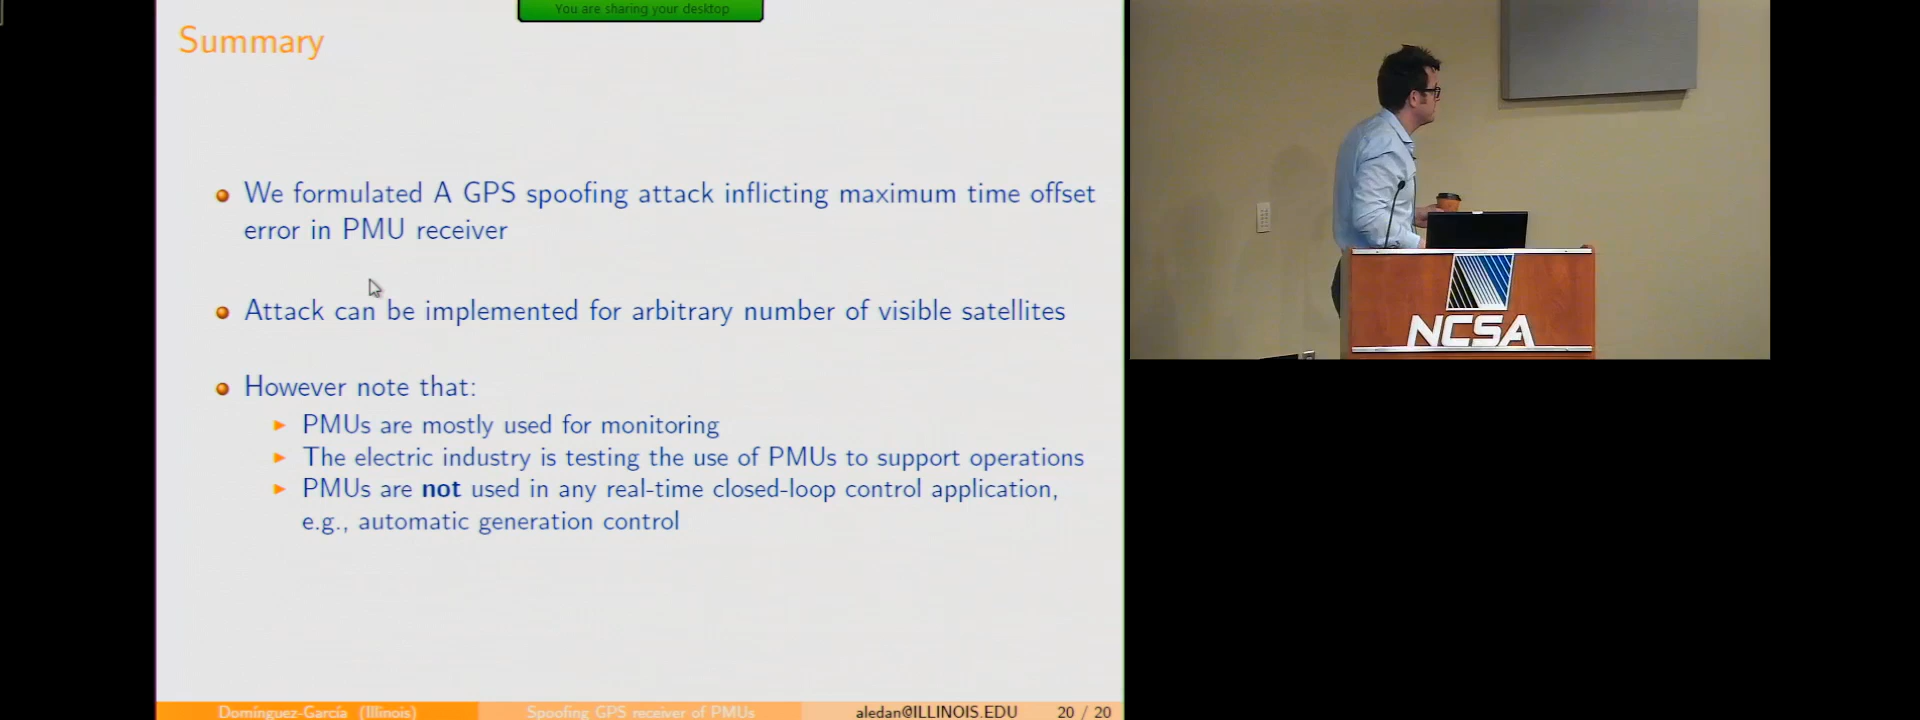 You are sharing your desktop
Summary
We formulated A GPS spoofing attack inflicting maximum time offset
error in PMU receiver
Attack can be implemented for arbitrary number of visible satellites
However note that:
PMUs are mostly used for monitoring
The electric industry is testing the use of PMUs to support operations
PMUs are not used in any real-time closed-loop control application,
e.g., automatic generation control
Domínguez-García (Illinois)
Spoofing GPS receiver of PMUs
aledan@ILLINOIS.EDU
20 / 20
NCSA